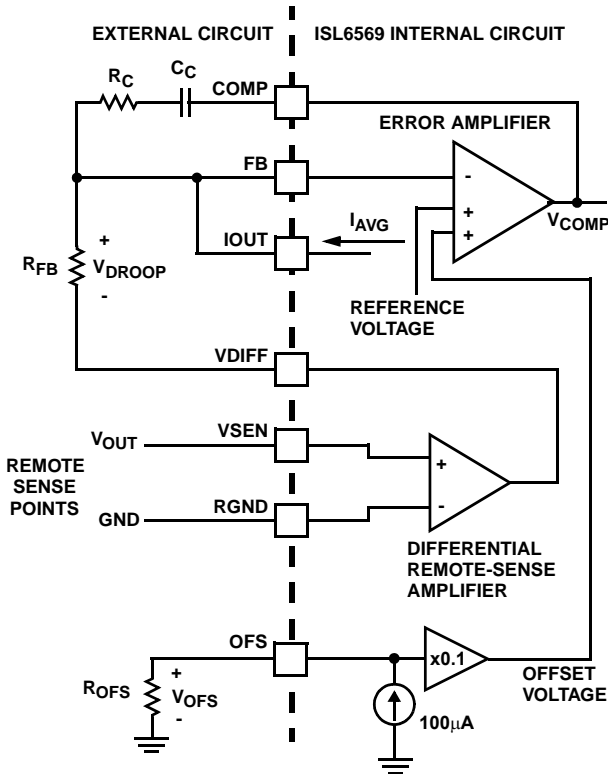 EXTERNAL CIRCUIT
ISL6569 INTERNAL CIRCUIT
RC
CC
COMP
ERROR AMPLIFIER
FB
-
+
+
VCOMP
IAVG
IOUT
RFB
+
VDROOP
-
REFERENCE
VOLTAGE
VDIFF
VOUT
VSEN
+
REMOTE
SENSE
POINTS
GND
RGND
-
DIFFERENTIAL
REMOTE-SENSE
AMPLIFIER
OFS
x0.1
ROFS
+
VOFS
-
OFFSET
VOLTAGE
100µA